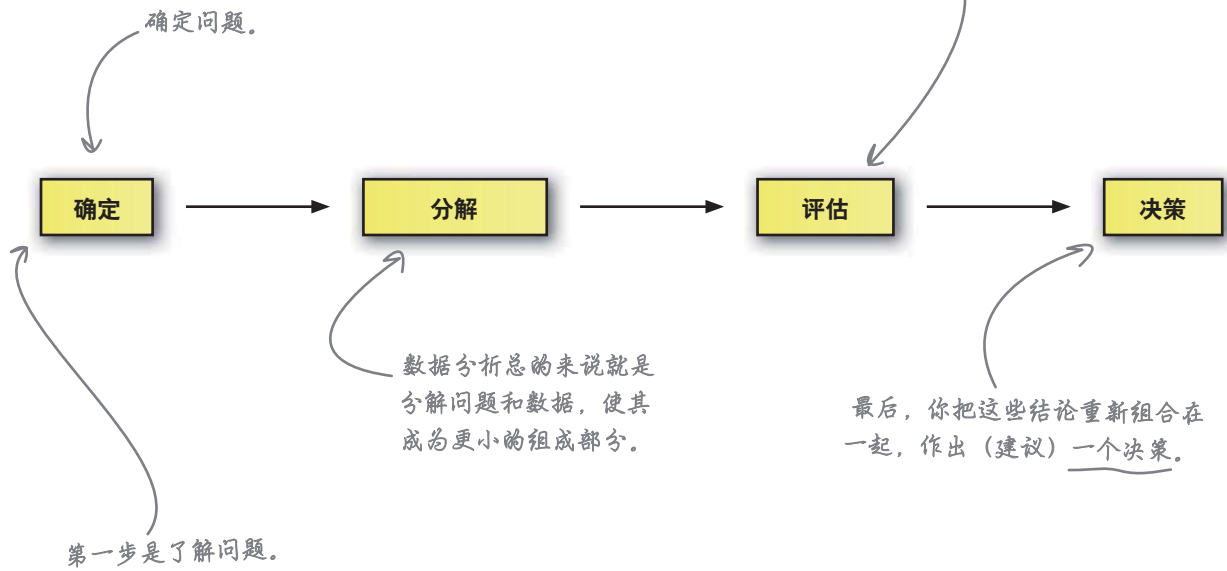 确定问题。
确定
分解
评估
决策
数据分析总的来说就是
分解问题和数据，使其
成为更小的组成部分。
最后，你把这些结论重新组合在
一起，作出（建议）一个决策。
第一步是了解问题。